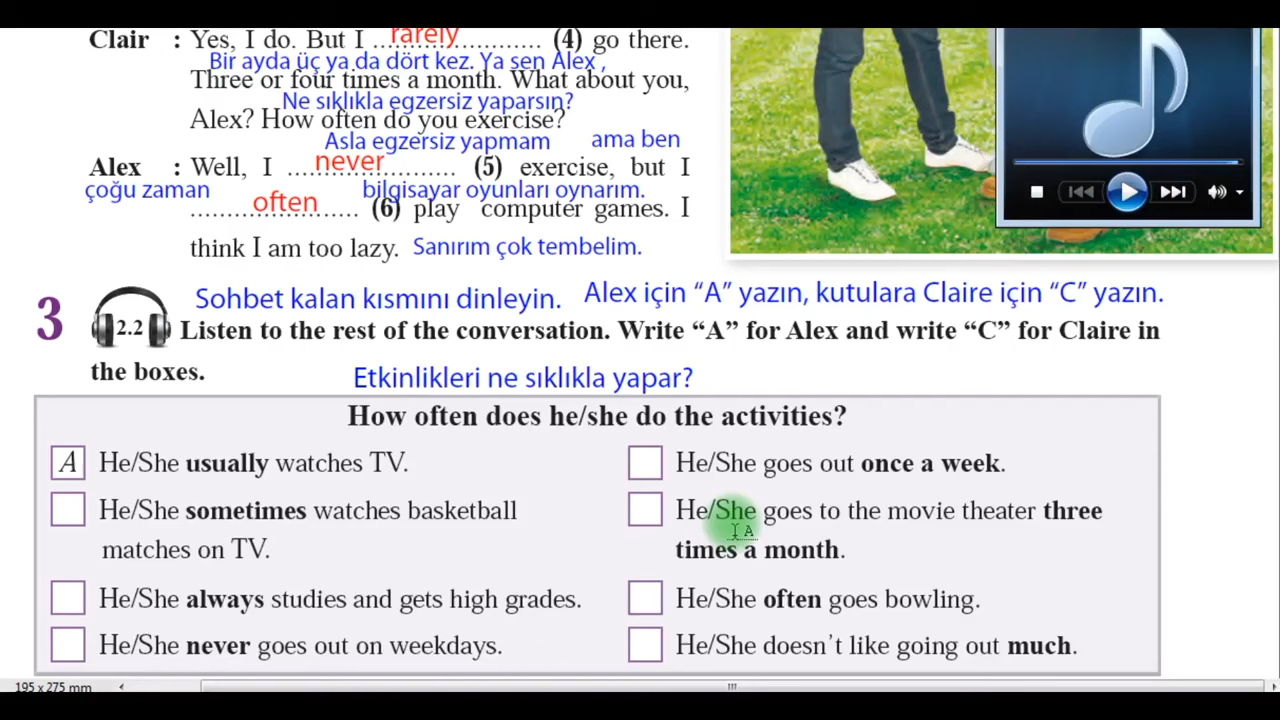 rarely
Clair : Yes, I do. But I ........................ (4) go there.
Bir ayda üç ya da dört kez. Ya sen Alex ,
Three or four times a month. What about you,
Ne sıklıkla egzersiz yaparsın?
Alex? How often do you exercise?
Asla egzersiz yapmam ama ben
never
Alex : Well, I ........................ (5) exercise, but I
çoğu zaman bilgisayar oyunları oynarım.
often
........................ (6) play computer games. I
think I am too lazy. Sanırım çok tembelim.
Sohbet kalan kısmını dinleyin. Alex için “A” yazın, kutulara Claire için “C” yazın.
3 2.2 Listen to the rest of the conversation. Write “A” for Alex and write “C” for Claire in
the boxes.
Etkinlikleri ne sıklıkla yapar?
How often does he/she do the activities?
A He/She usually watches TV.
He/She sometimes watches basketball
matches on TV.
He/She always studies and gets high grades.
He/She never goes out on weekdays.
He/She goes out once a week.
He/She goes to the movie theater three
times a month.
He/She often goes bowling.
He/She doesn’t like going out much.
195 x 275 mm